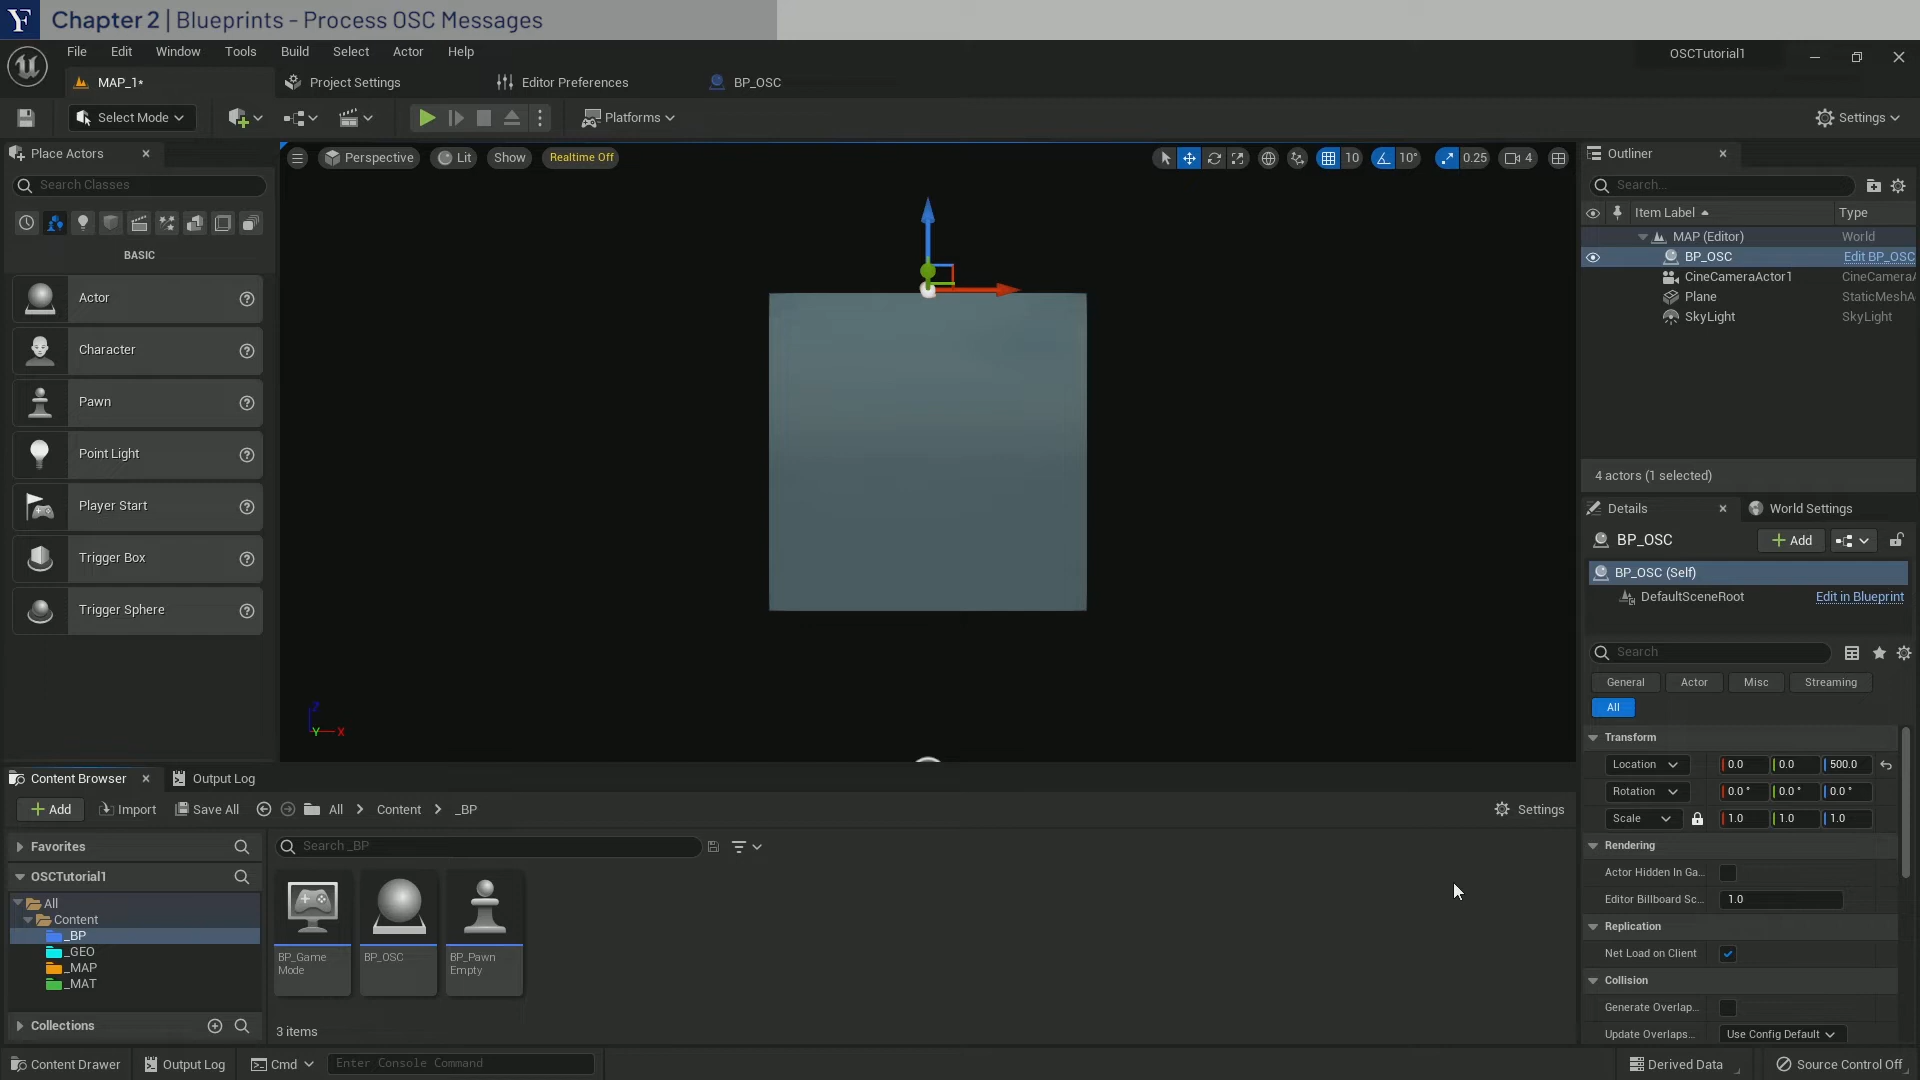 Chapter 2 | Blueprints - Process OSC Messages
File Edit Window Tools Build Select Actor Help
OSCTutorial1
MAP_1* Project Settings Editor Preferences BP_OSC
Select Mode Platforms Settings
Place Actors
Search Classes
BASIC
Actor
Character
Pawn
Point Light
Player Start
Trigger Box
Trigger Sphere
Perspective Lit Show Realtime Off 10 10° 0.25 4
Z
Y X
Outliner
Search...
Item Label Type
MAP (Editor) World
BP_OSC Edit BP_OSC
CineCameraActor1 CineCameraA
Plane StaticMeshA
SkyLight SkyLight
4 actors (1 selected)
Details World Settings
BP_OSC Add
BP_OSC (Self)
DefaultSceneRoot Edit in Blueprint
Search
General Actor Misc Streaming
All
Transform
Location 0.0 0.0 500.0
Rotation 0.0 ° 0.0 ° 0.0 °
Scale 1.0 1.0 1.0
Rendering
Actor Hidden In Ga...
Editor Billboard Sc... 1.0
Replication
Net Load on Client
Collision
Generate Overlap...
Update Overlaps... Use Config Default
Content Browser Output Log
Add Import Save All All Content _BP Settings
Favorites
OSCTutorial1
All
Content
_BP
_GEO
_MAP
_MAT
Collections
Search _BP
BP_Game
Mode
BP_OSC
BP_Pawn
Empty
3 items
Content Drawer Output Log Cmd Enter Console Command Derived Data Source Control Off